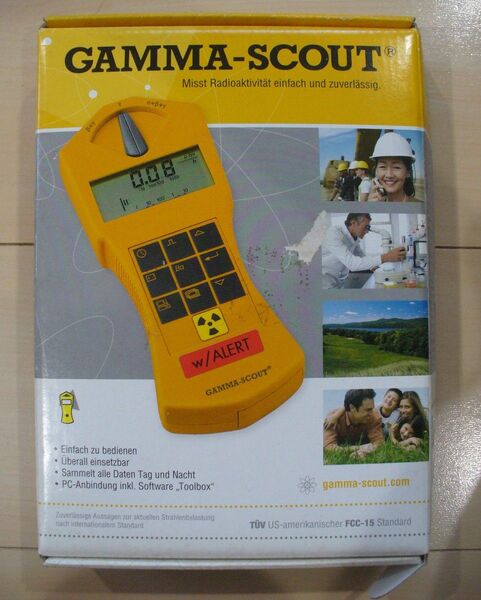 GAMMA-SCOUT®
Misst Radioaktivität einfach und zuverlässig.
0.08
w/ALERT
GAMMA-SCOUT®
• Einfach zu bedienen
• Überall einsetzbar
• Sammelt alle Daten Tag und Nacht
• PC-Anbindung inkl. Software „Toolbox“
gamma-scout.com
Zuverlässige Aussagen zur aktuellen Strahlenbelastung
nach internationalem Standard
TÜV US-amerikanischer FCC-15 Standard